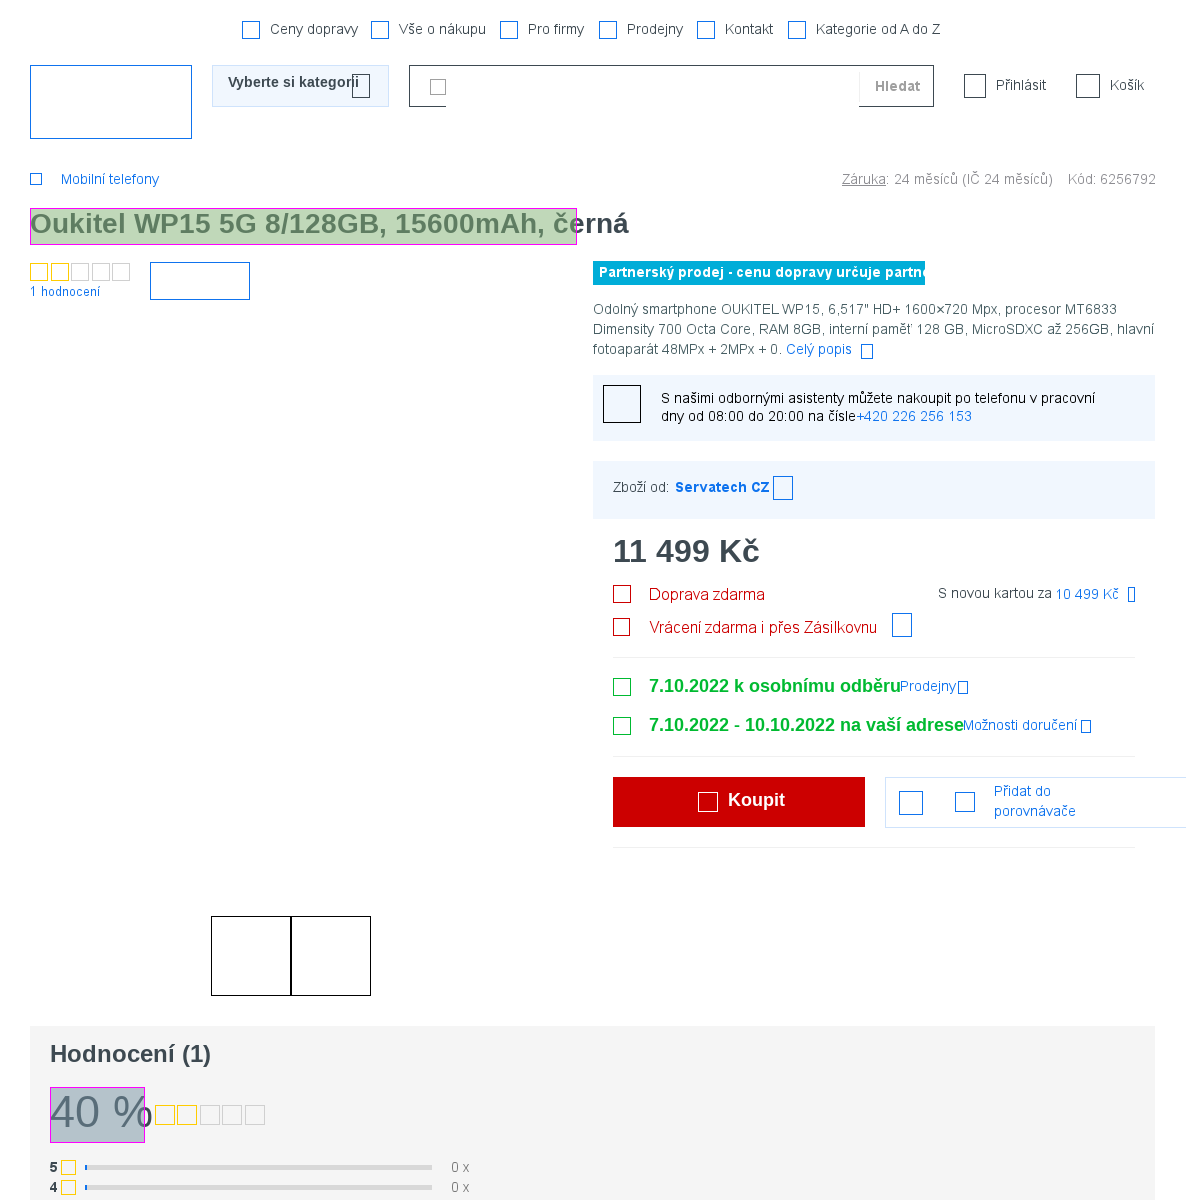 Ceny dopravy Vše o nákupu Pro firmy Prodejny Kontakt Kategorie od A do Z
Vyberte si kategorii Hledat Přihlásit Košík
Mobilní telefony Záruka: 24 měsíců (IČ 24 měsíců) Kód: 6256792
Oukitel WP15 5G 8/128GB, 15600mAh, černá
1 hodnocení
Partnerský prodej - cenu dopravy určuje
Odolný smartphone OUKITEL WP15, 6,517" HD+ 1600×720 Mpx, procesor MT6833
Dimensity 700 Octa Core, RAM 8GB, interní paměť 128 GB, MicroSDXC až 256GB, hlavní
fotoaparát 48MPx + 2MPx + 0. Celý popis
S našimi odbornými asistenty můžete nakoupit po telefonu v pracovní
dny od 08:00 do 20:00 na čísle+420 226 256 153
Zboží od: Servatech CZ
11 499 Kč
Doprava zdarma S novou kartou za 10 499 Kč
Vrácení zdarma i přes Zásilkovnu
7.10.2022 k osobnímu odběru Prodejny
7.10.2022 - 10.10.2022 na vaší adrese Možnosti doručení
Koupit
Přidat do
porovnávače
Hodnocení (1)
40 %
5 0 x
4 0 x